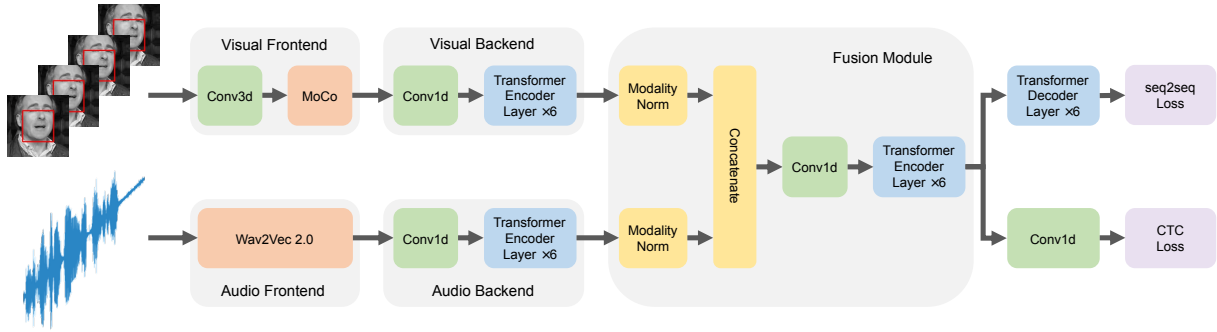 Visual Frontend
Conv3d
MoCo
Visual Backend
Conv1d
Transformer
Encoder
Layer ×6
Fusion Module
Modality
Norm
Concatenate
Conv1d
Transformer
Encoder
Layer ×6
Transformer
Decoder
Layer ×6
seq2seq
Loss
Wav2Vec 2.0
Audio Frontend
Conv1d
Transformer
Encoder
Layer ×6
Audio Backend
Modality
Norm
Conv1d
CTC
Loss